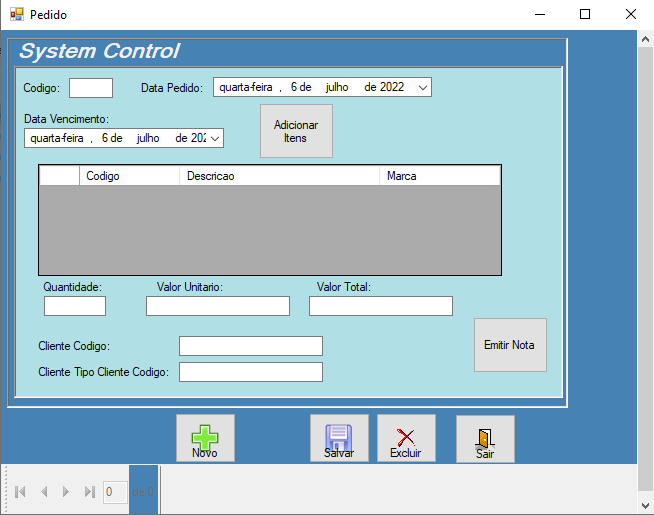 Pedido
System Control
Codigo: Data Pedido: quarta-feira , 6 de julho de 2022
Data Vencimento:
quarta-feira , 6 de julho de 202
Adicionar
Itens
Codigo Descricao Marca
Quantidade: Valor Unitario: Valor Total:
Cliente Codigo:
Cliente Tipo Cliente Codigo:
Emitir Nota
Novo Salvar Excluir Sair
0 de 0